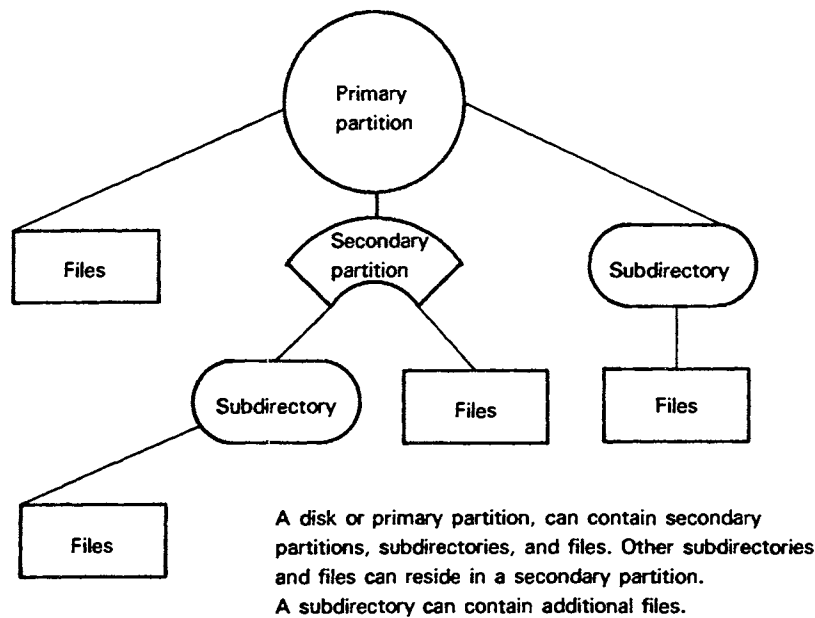 Primary
partition
Files
Secondary
partition
Subdirectory
Subdirectory
Files
Files
Files
A disk or primary partition, can contain secondary
partitions, subdirectories, and files. Other subdirectories
and files can reside in a secondary partition.
A subdirectory can contain additional files.